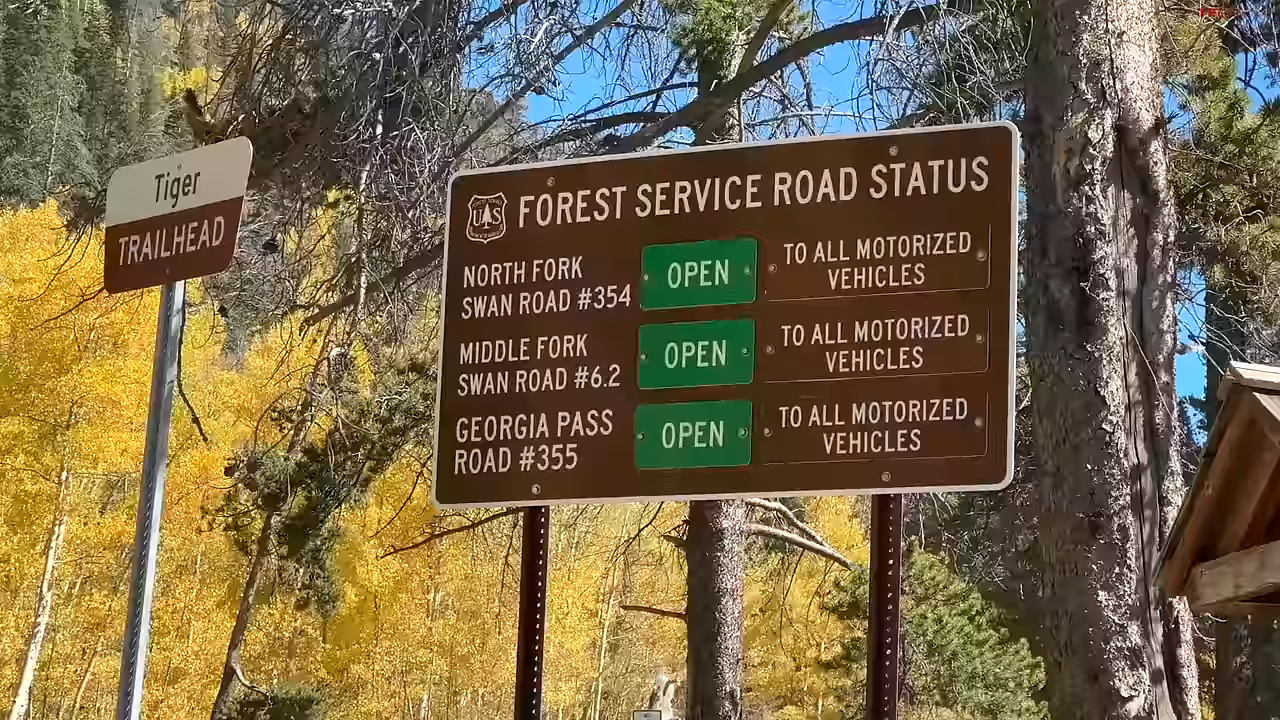 Tiger
TRAILHEAD
FOREST SERVICE ROAD STATUS
UAS
NORTH FORK
SWAN ROAD #354
OPEN
TO ALL MOTORIZED
VEHICLES
MIDDLE FORK
SWAN ROAD #6.2
OPEN
TO ALL MOTORIZED
VEHICLES
GEORGIA PASS
ROAD #355
OPEN
TO ALL MOTORIZED
VEHICLES